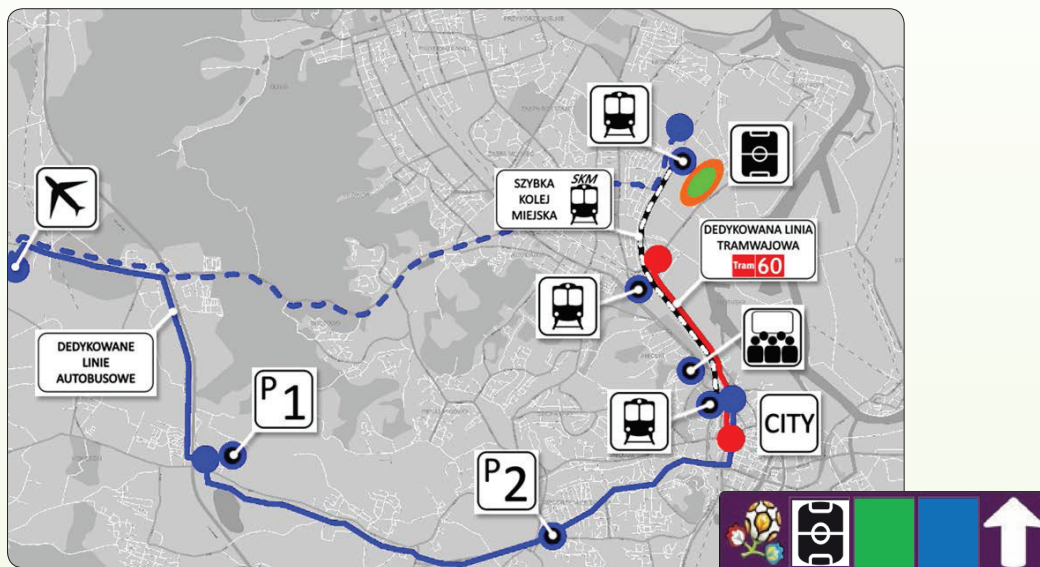 SZYBKA
KOLEJ
MIEJSKA
SKM
DEDYKOWANA LINIA
TRAMWAJOWA
Tram 60
DEDYKOWANE
LINIE
AUTOBUSOWE
P1
P2
CITY